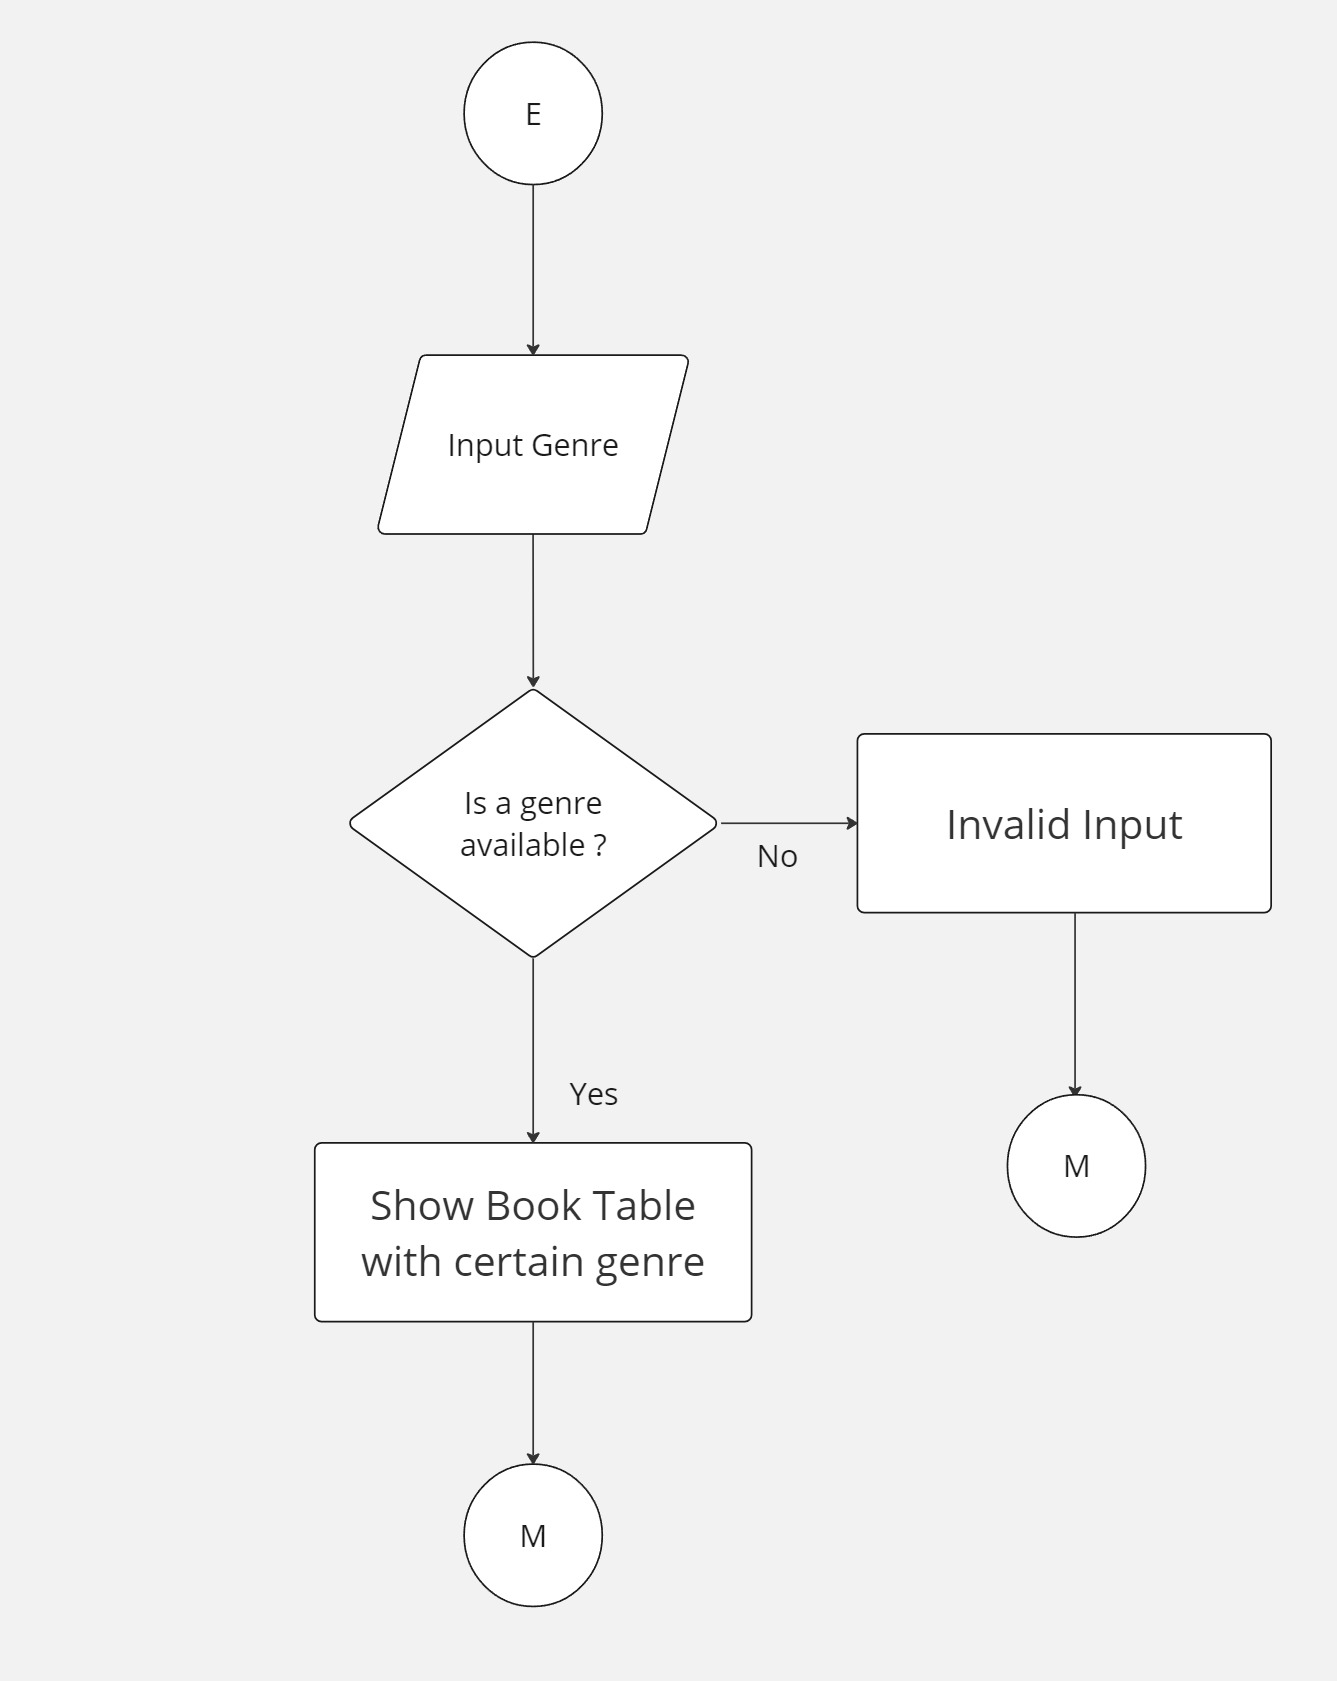 E
Input Genre
Is a genre
available ?
No
Invalid Input
Yes
M
Show Book Table
with certain genre
M